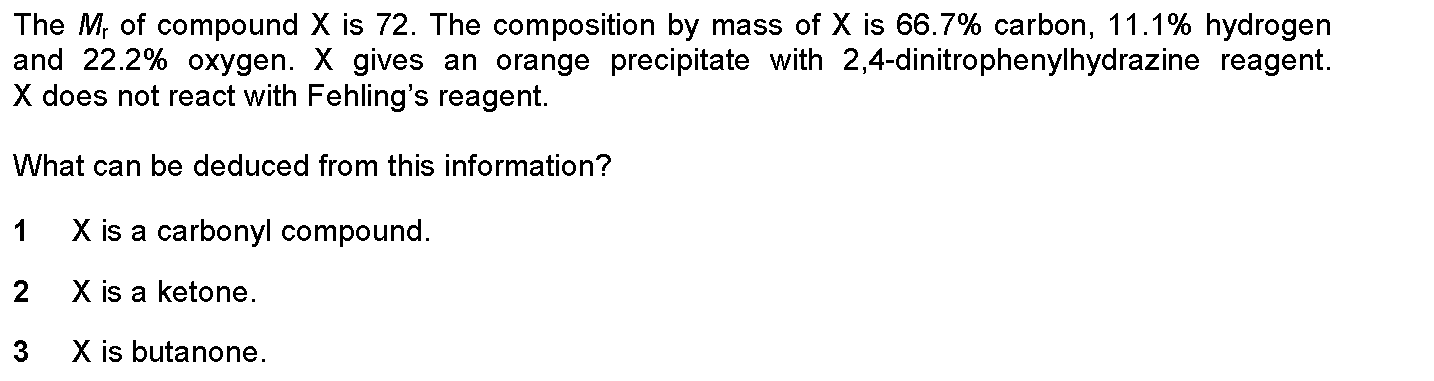 The Mr of compound X is 72. The composition by mass of X is 66.7% carbon, 11.1% hydrogen
and 22.2% oxygen. X gives an orange precipitate with 2,4-dinitrophenylhydrazine reagent.
X does not react with Fehling's reagent.
What can be deduced from this information?
1 X is a carbonyl compound.
2 X is a ketone.
3 X is butanone.